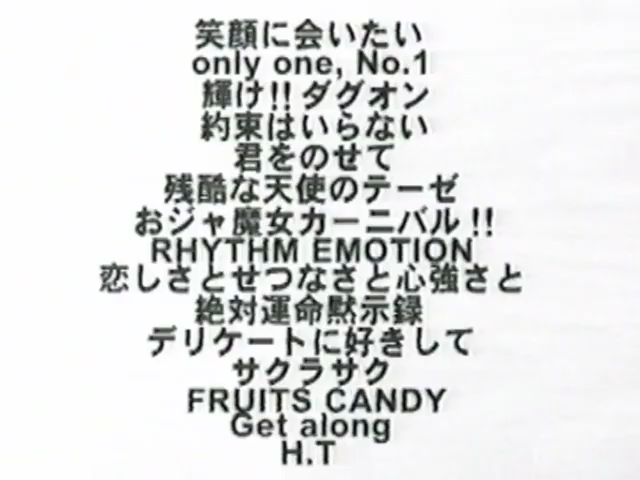 笑顔に会いたい
only one, No.1
輝け!! ダグオン
約束はいらない
君をのせて
残酷な天使のテーゼ
おジャ魔女カーニバル!!
RHYTHM EMOTION
恋しさとせつなさと心強さと
絶対運命黙示録
デリケートに好きして
サクラサク
FRUITS CANDY
Get along
H.T